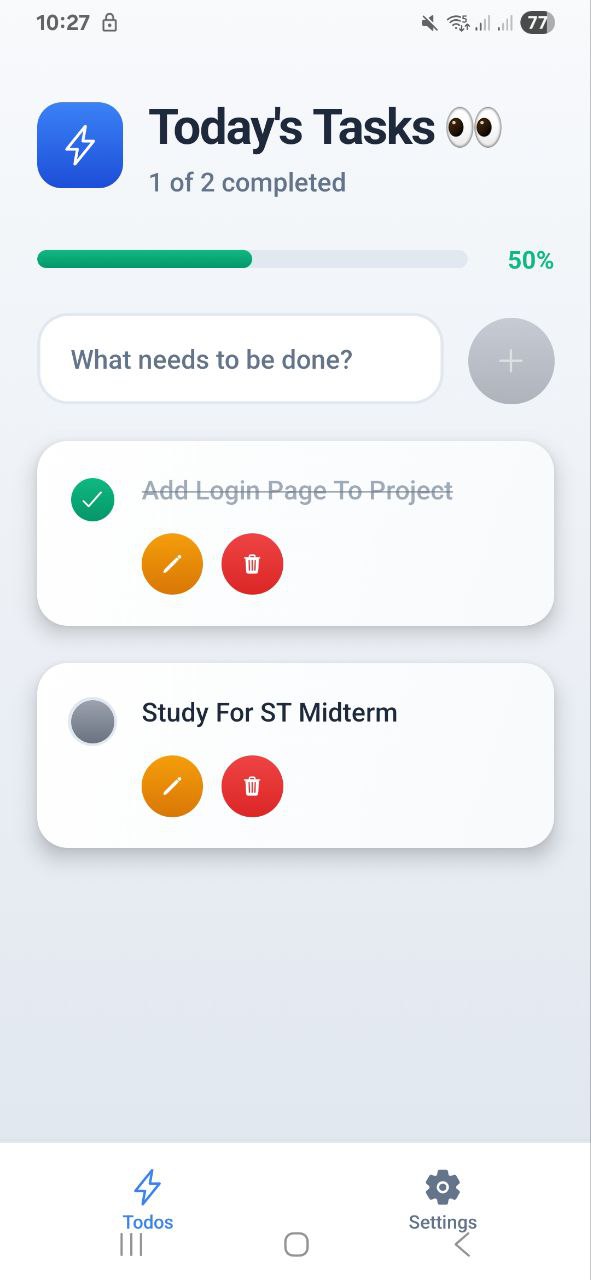 10:27
77
Today's Tasks 👀
1 of 2 completed
50%
What needs to be done?
Add Login Page To Project
Study For ST Midterm
Todos
Settings